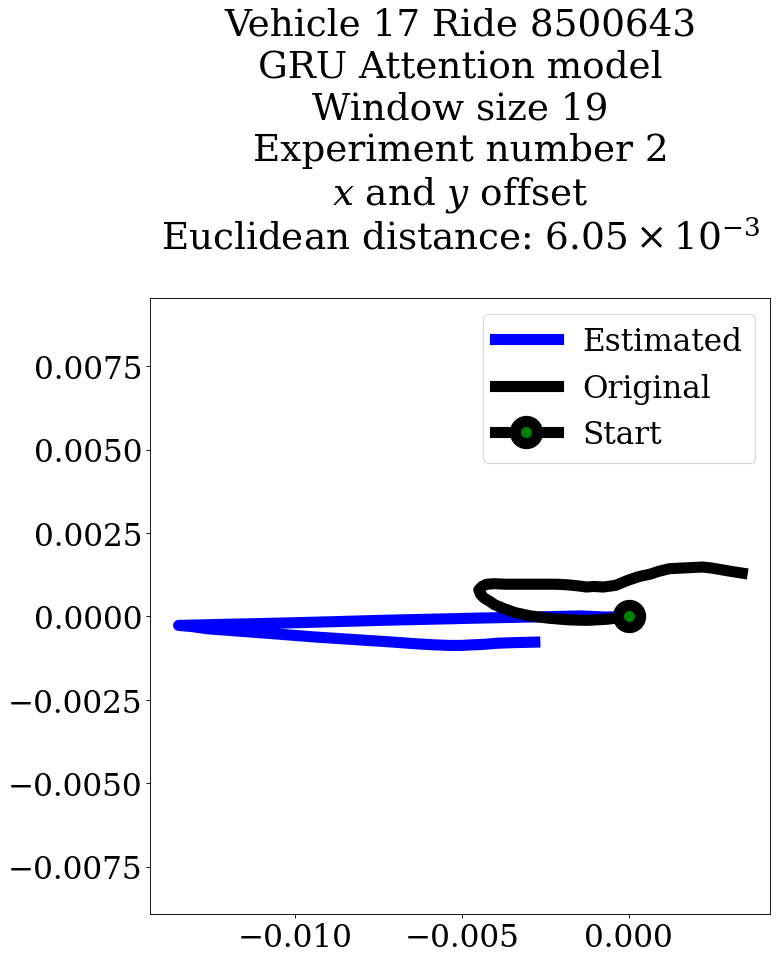 Vehicle 17 Ride 8500643
GRU Attention model
Window size 19
Experiment number 2
x and y offset
Euclidean distance: 6.05 × 10⁻³
Estimated
Original
Start
0.0075
0.0050
0.0025
0.0000
−0.0025
−0.0050
−0.0075
−0.010
−0.005
0.000